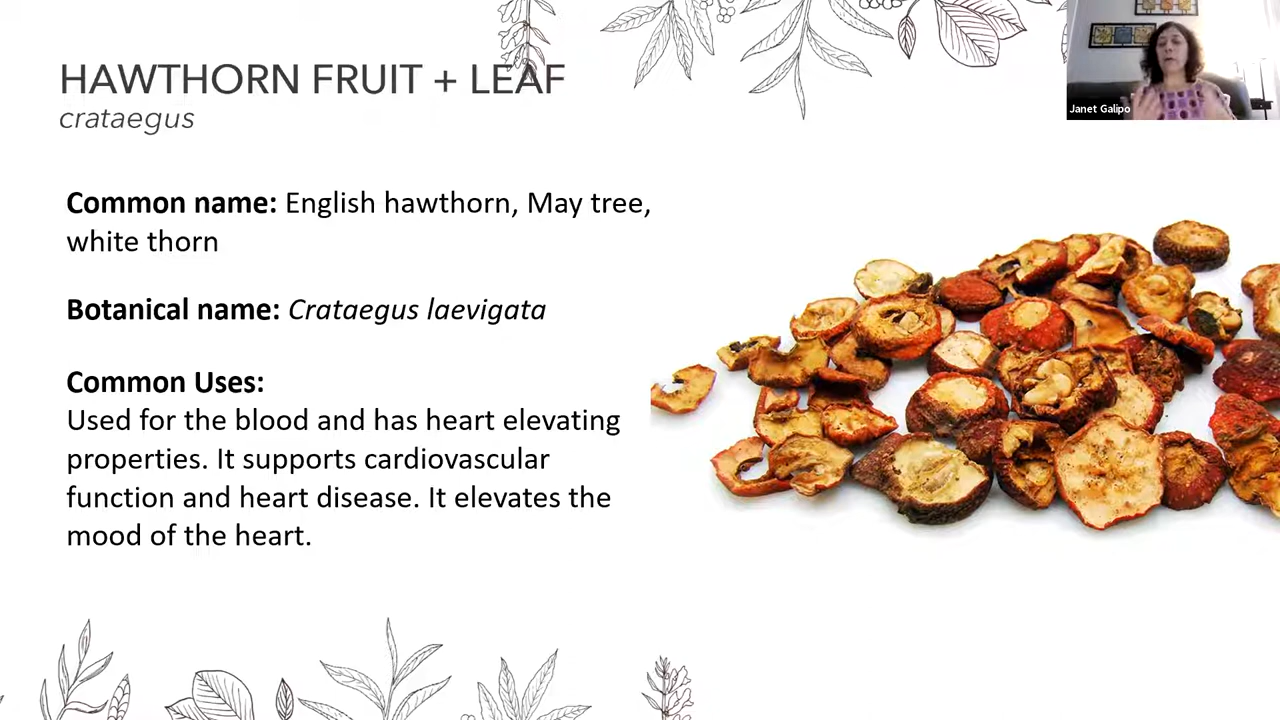 HAWTHORN FRUIT + LEAF
crataegus
Janet Galipo
Common name: English hawthorn, May tree,
white thorn
Botanical name: Crataegus laevigata
Common Uses:
Used for the blood and has heart elevating
properties. It supports cardiovascular
function and heart disease. It elevates the
mood of the heart.